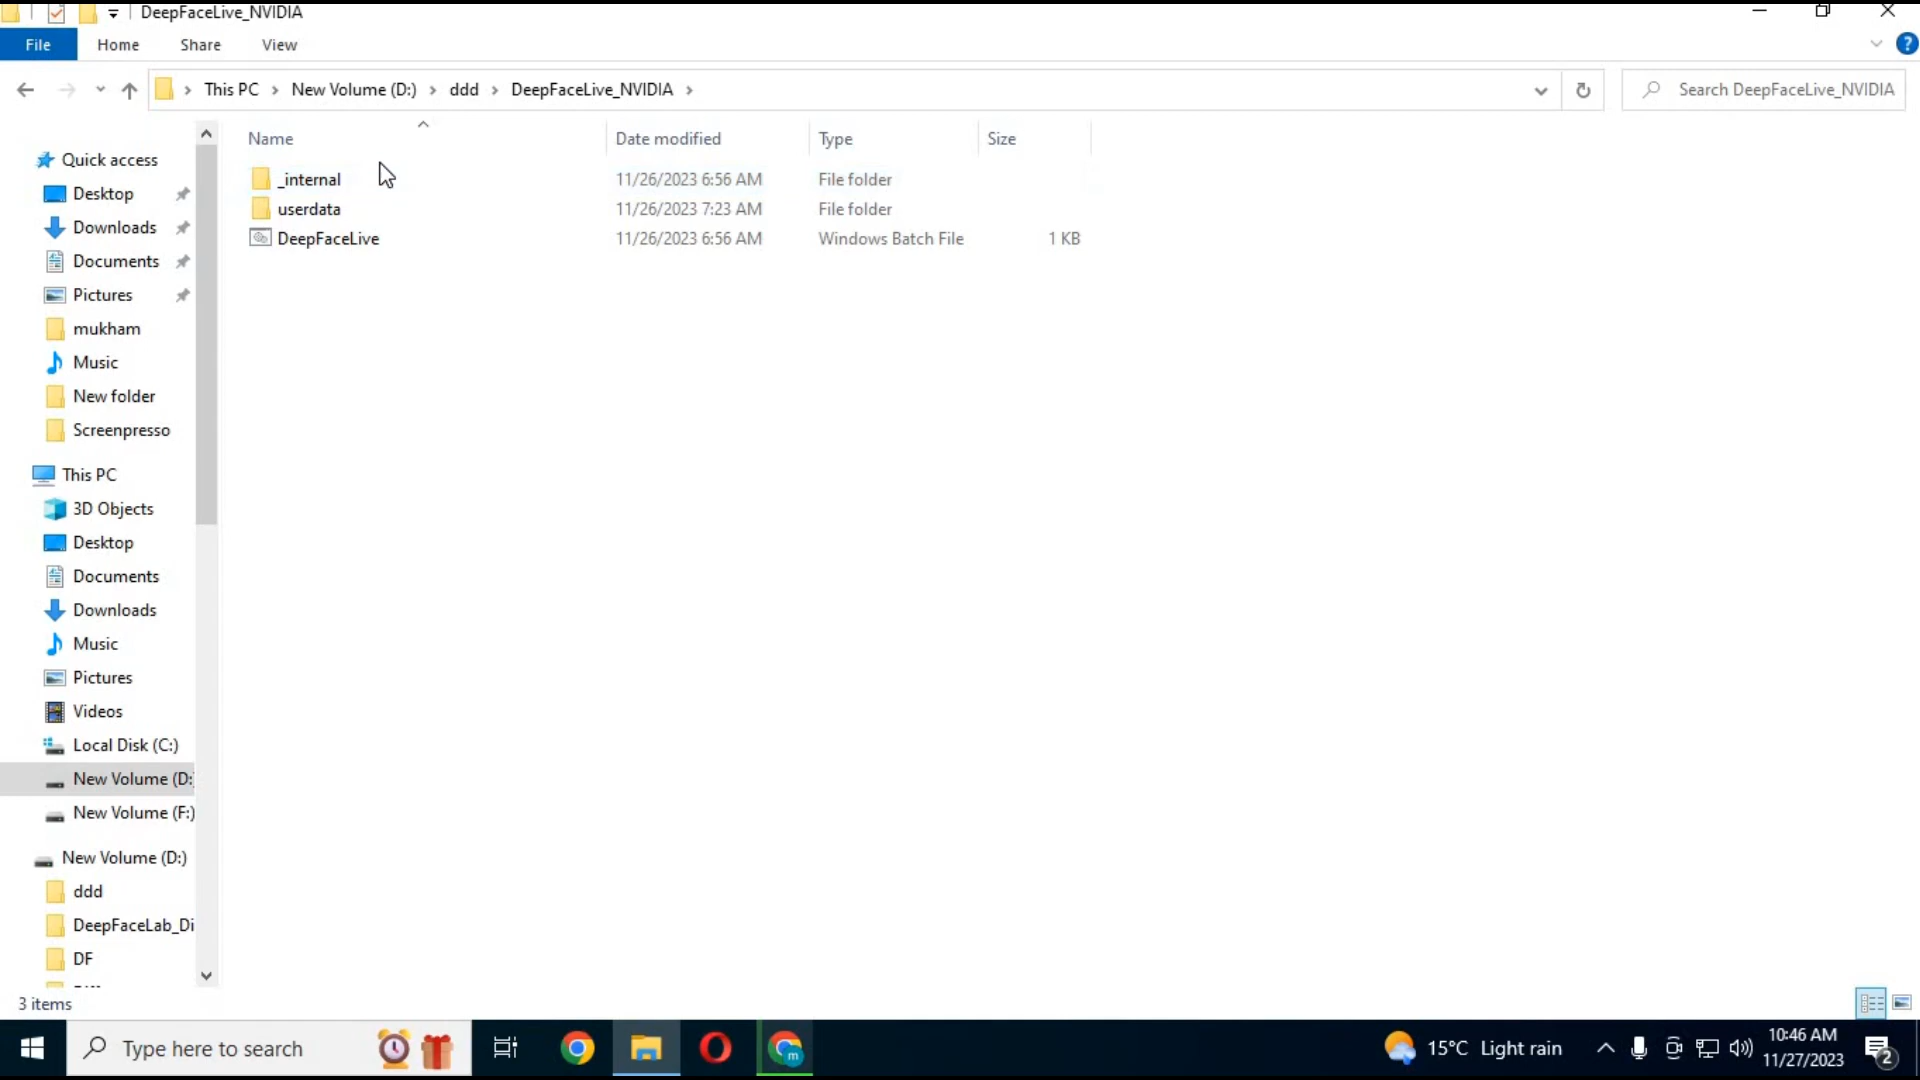 DeepFaceLive_NVIDIA
File Home Share View
This PC New Volume (D:) ddd DeepFaceLive_NVIDIA
Search DeepFaceLive_NVIDIA
Name Date modified Type Size
Quick access
Desktop
Downloads
Documents
Pictures
mukham
Music
New folder
Screenpresso
This PC
3D Objects
Desktop
Documents
Downloads
Music
Pictures
Videos
Local Disk (C:)
New Volume (D:
New Volume (F:)
New Volume (D:)
ddd
DeepFaceLab_Di
DF
_internal 11/26/2023 6:56 AM File folder
userdata 11/26/2023 7:23 AM File folder
DeepFaceLive 11/26/2023 6:56 AM Windows Batch File 1 KB
3 items
Type here to search
m
15°C Light rain
10:46 AM
11/27/2023
2